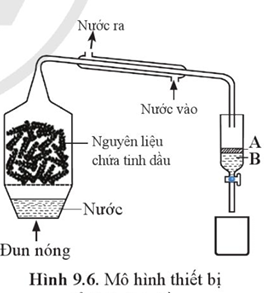 Nước ra
Nước vào
A
B
Nguyên liệu
chứa tinh dầu
Nước
Đun nóng
Hình 9.6. Mô hình thiết bị